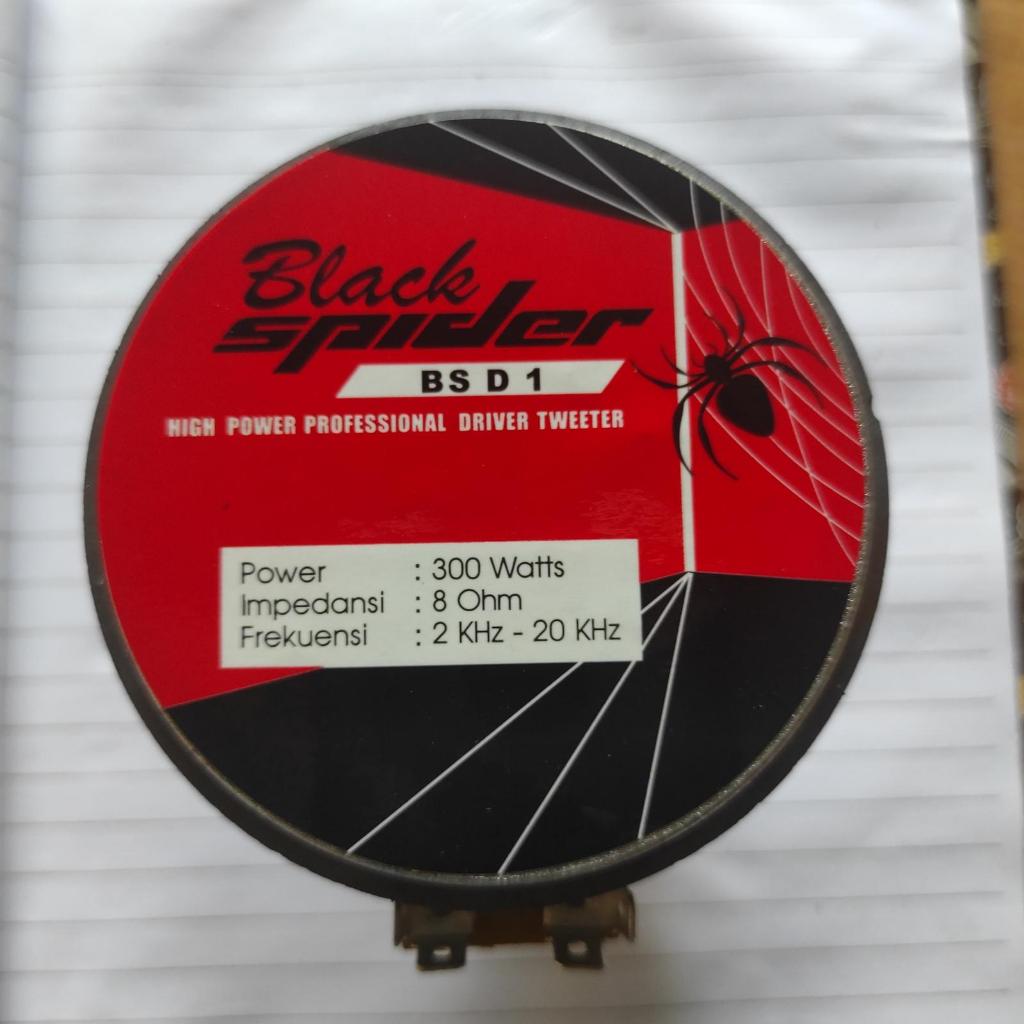 Black
spider
BS D 1
HIGH POWER PROFESSIONAL DRIVER TWEETER
Power : 300 Watts
Impedansi : 8 Ohm
Frekuensi : 2 KHz - 20 KHz